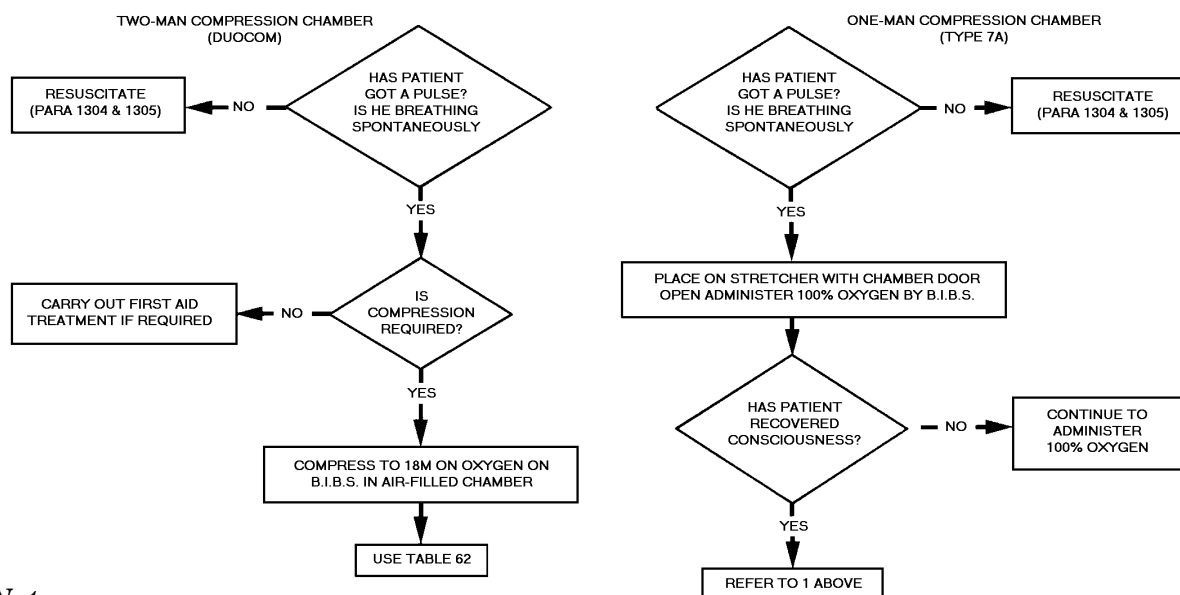 TWO-MAN COMPRESSION CHAMBER
(DUOCOM)
HAS PATIENT
GOT A PULSE?
IS HE BREATHING
SPONTANEOUSLY
NO
RESUSCITATE
(PARA 1304 & 1305)
YES
IS
COMPRESSION
REQUIRED?
NO
CARRY OUT FIRST AID
TREATMENT IF REQUIRED
YES
COMPRESS TO 18M ON OXYGEN ON
B.I.B.S. IN AIR-FILLED CHAMBER
USE TABLE 62
ONE-MAN COMPRESSION CHAMBER
(TYPE 7A)
HAS PATIENT
GOT A PULSE?
IS HE BREATHING
SPONTANEOUSLY
NO
RESUSCITATE
(PARA 1304 & 1305)
YES
PLACE ON STRETCHER WITH CHAMBER DOOR
OPEN ADMINISTER 100% OXYGEN BY B.I.B.S.
HAS PATIENT
RECOVERED
CONSCIOUSNESS?
NO
CONTINUE TO
ADMINISTER
100% OXYGEN
YES
REFER TO 1 ABOVE